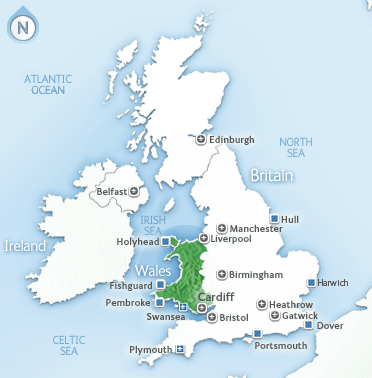 N
ATLANTIC
OCEAN
Edinburgh
NORTH
SEA
Britain
Belfast
IRISH
SEA
Hull
Manchester
Liverpool
Ireland
Holyhead
Wales
Birmingham
Fishguard
Harwich
Pembroke
Cardiff
Heathrow
Swansea
Bristol
Gatwick
Dover
CELTIC
SEA
Portsmouth
Plymouth